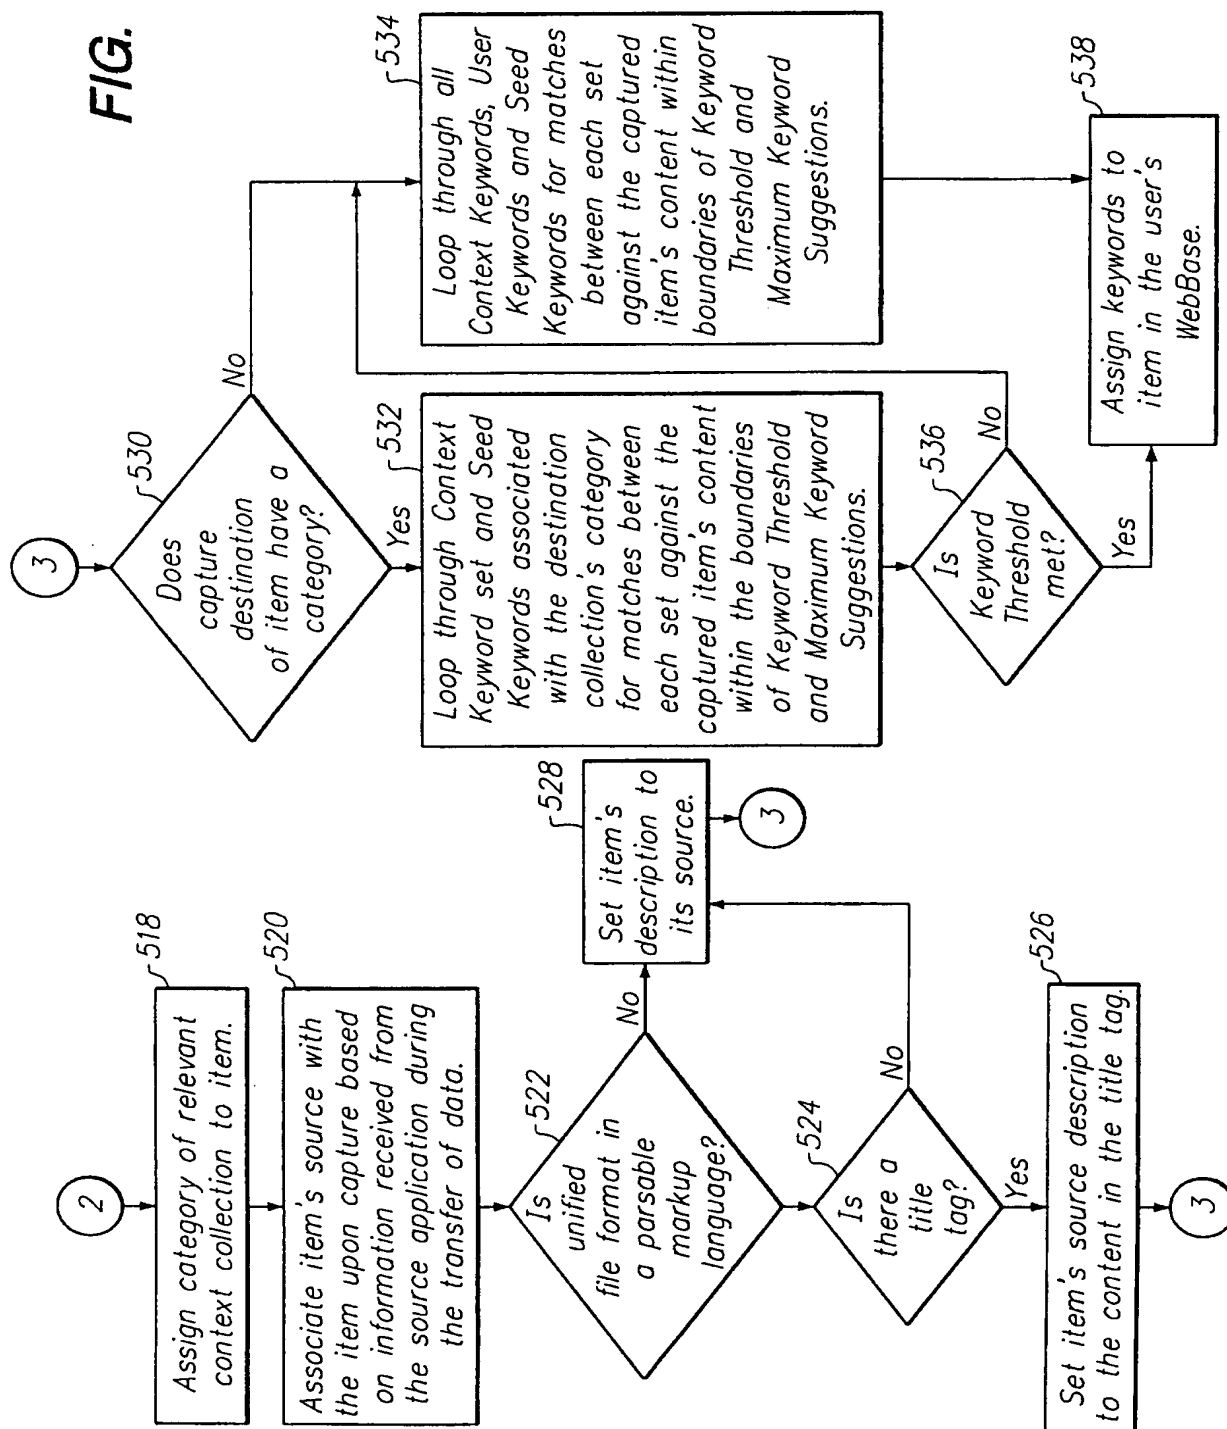 FIG.
2
518
Assign category of relevant
context collection to item.
520
Associate item's source with
the item upon capture based
on information received from
the source application during
the transfer of data.
522
Is
unified
file format in
a parsable
markup
language?
No
528
Set item's
description to
its source.
3
524
Is
there a
title
tag?
No
Yes
526
Set item's source description
to the content in the title tag.
3
3
530
Does
capture
destination
of item have a
category?
No
Yes
532
Loop through Context
Keyword set and Seed
Keywords associated
with the destination
collection's category
for matches between
each set against the
captured item's content
within the boundaries
of Keyword Threshold
and Maximum Keyword
Suggestions.
534
Loop through all
Context Keywords, User
Keywords and Seed
Keywords for matches
between each set
against the captured
item's content within
boundaries of Keyword
Threshold and
Maximum Keyword
Suggestions.
536
Is
Keyword
Threshold
met?
No
Yes
538
Assign keywords to
item in the user's
WebBase.